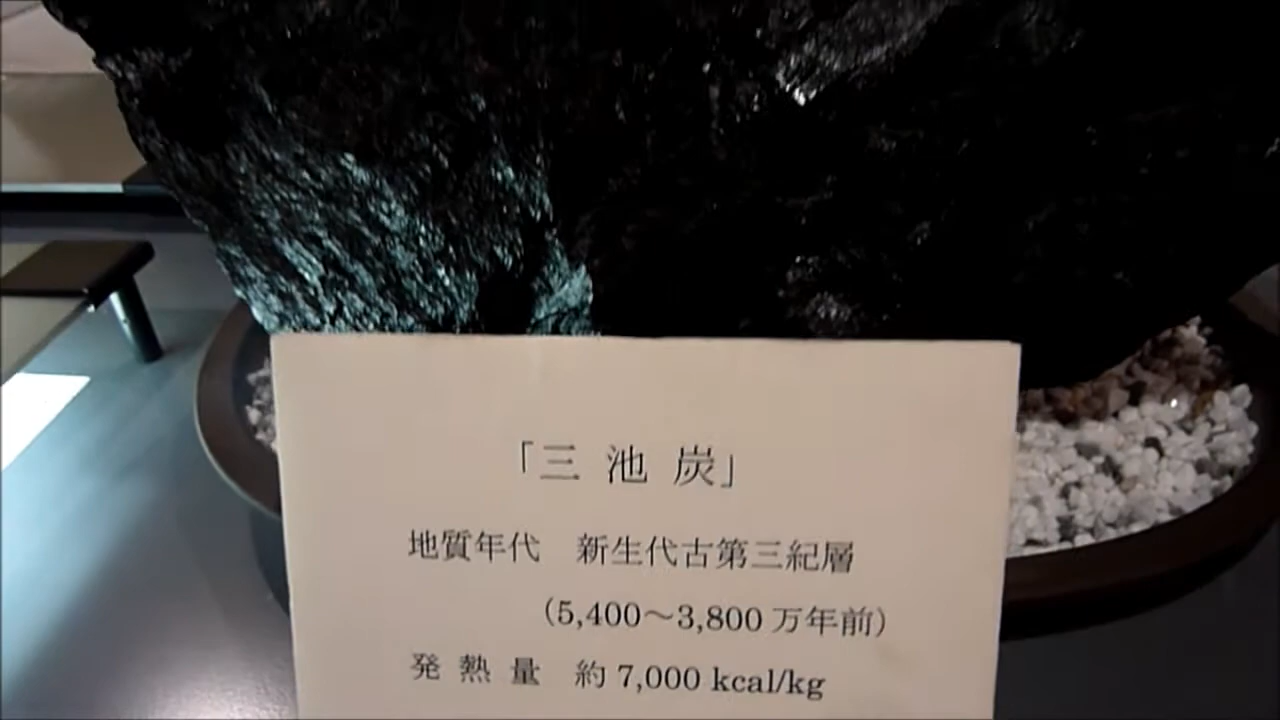 「三池炭」
地質年代　新生代古第三紀層
（5,400～3,800 万年前）
発熱量　約 7,000 kcal/kg